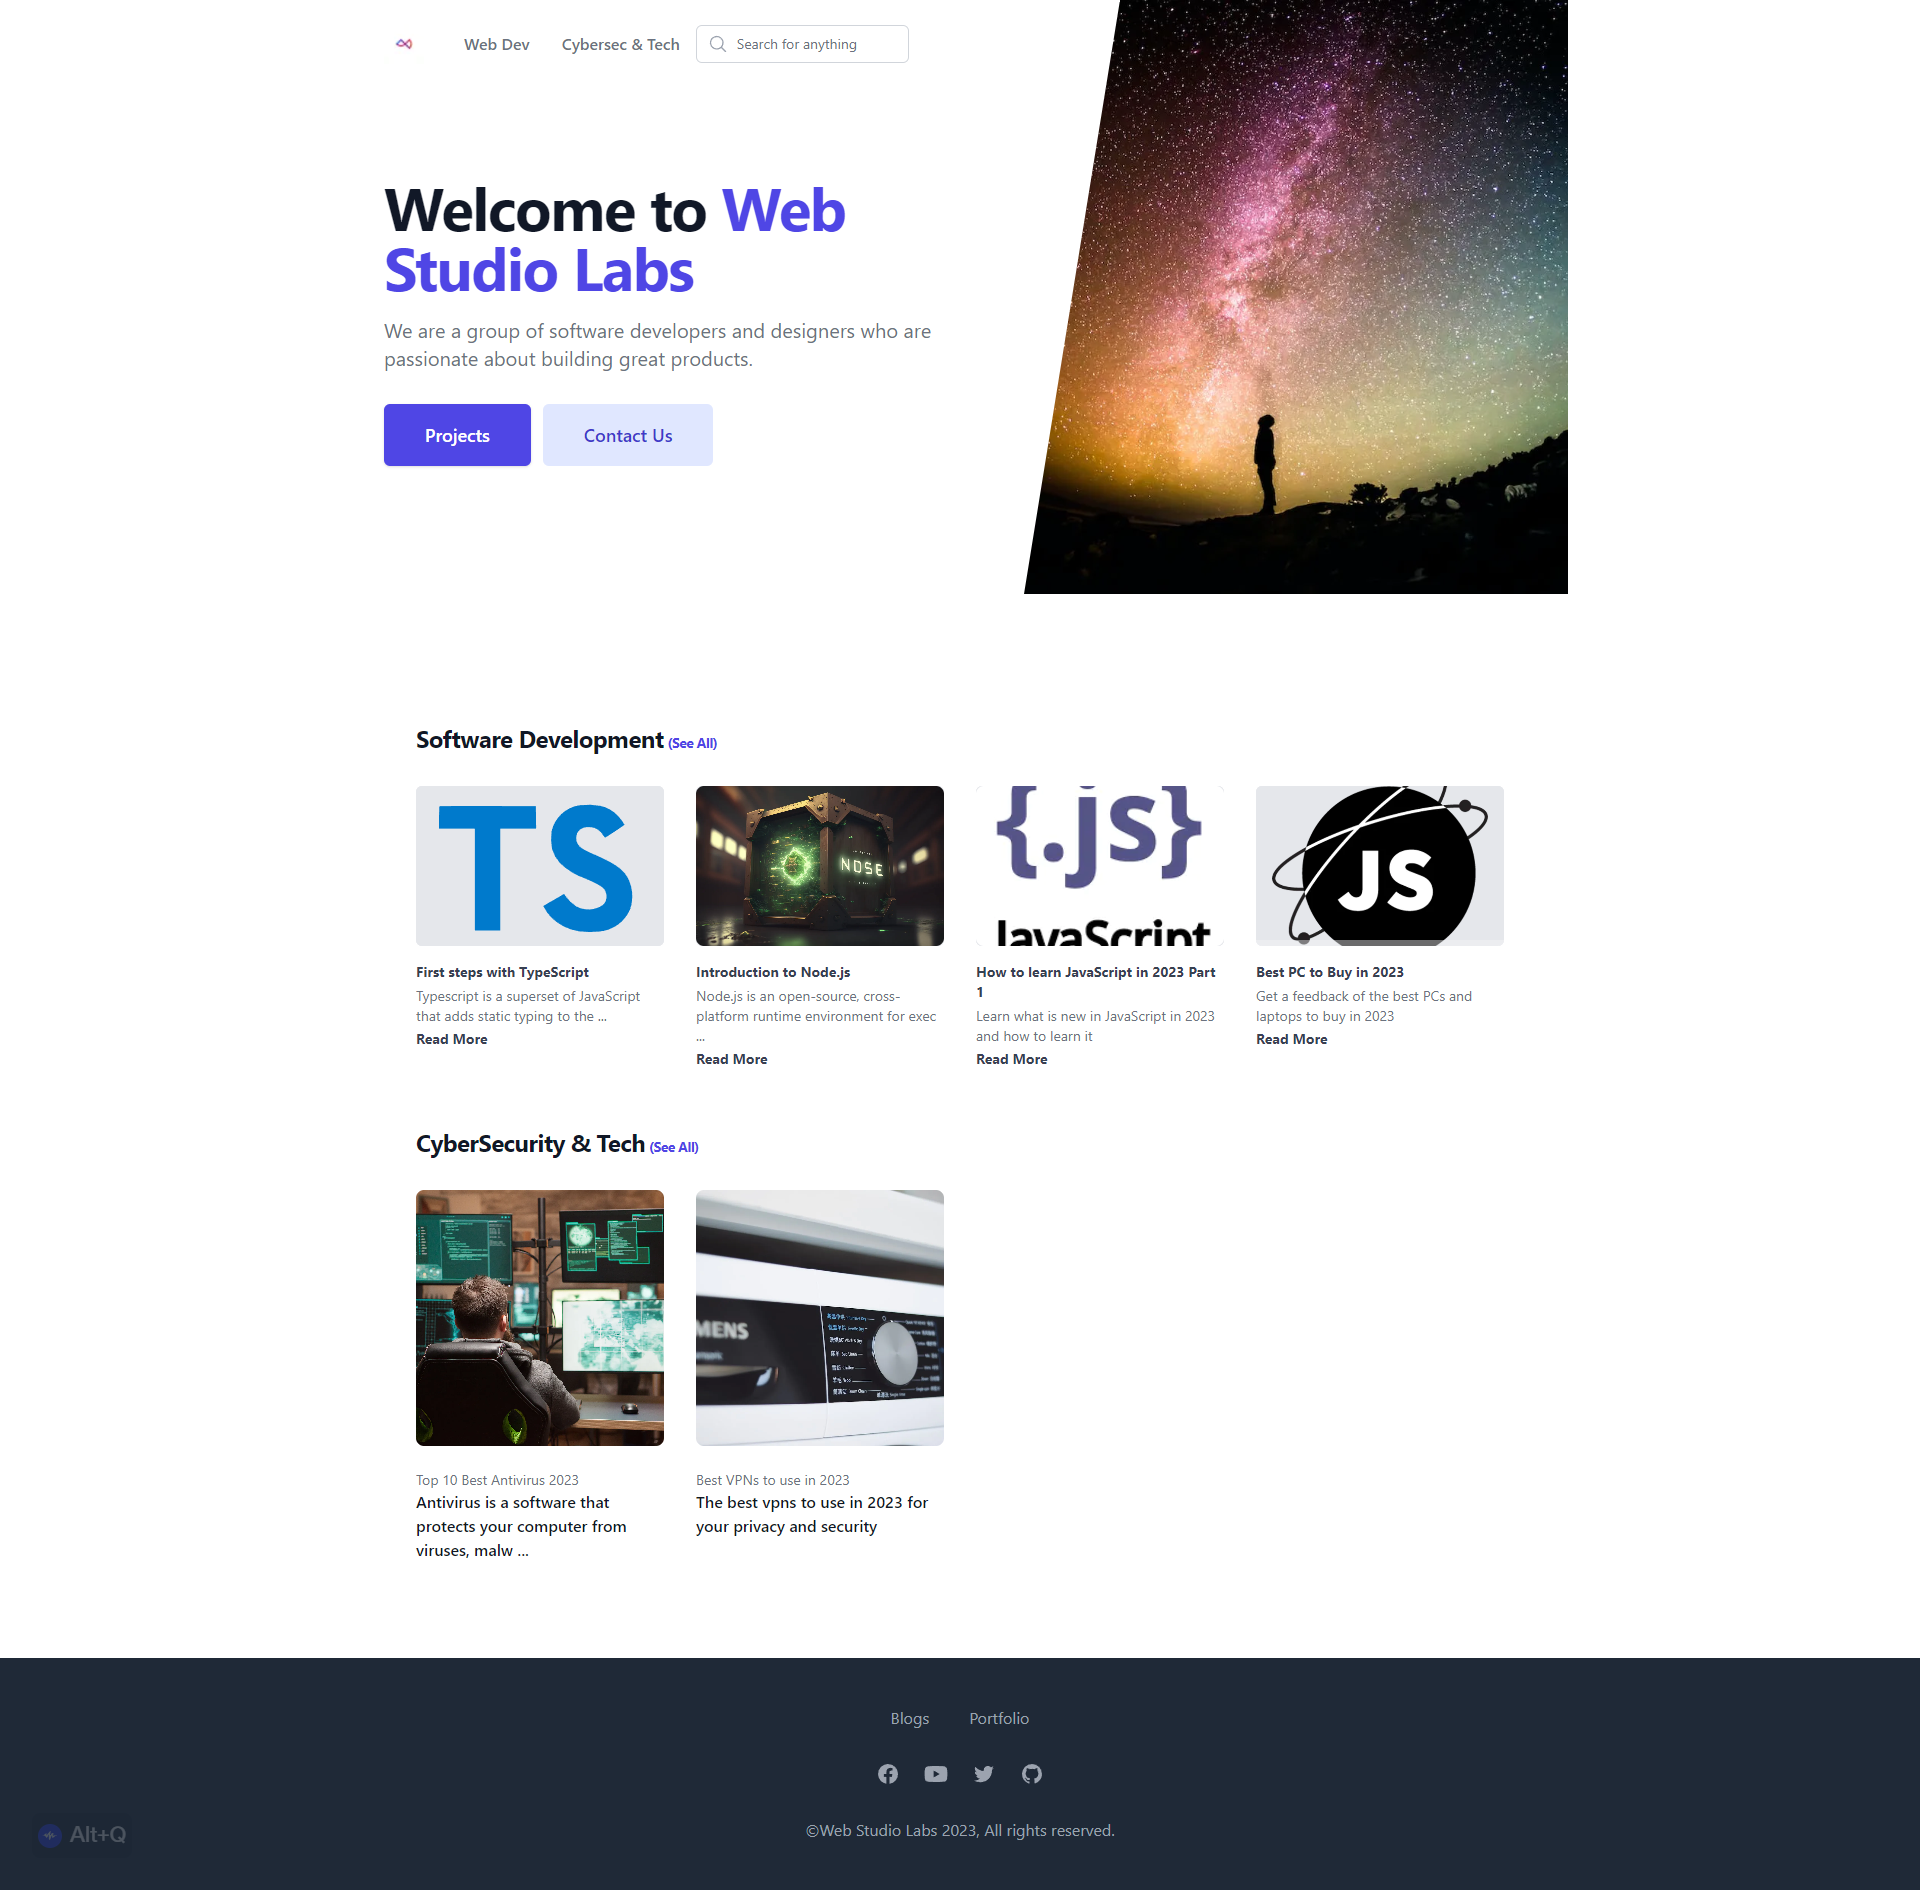 Web Dev
Cybersec & Tech
Search for anything
Welcome to Web
Studio Labs
We are a group of software developers and designers who are
passionate about building great products.
Projects
Contact Us
Software Development (See All)
TS
NOSE
{.js}
JavaScript
JS
First steps with TypeScript
Typescript is a superset of JavaScript
that adds static typing to the ...
Read More
Introduction to Node.js
Node.js is an open-source, cross-
platform runtime environment for exec
...
Read More
How to learn JavaScript in 2023 Part
1
Learn what is new in JavaScript in 2023
and how to learn it
Read More
Best PC to Buy in 2023
Get a feedback of the best PCs and
laptops to buy in 2023
Read More
CyberSecurity & Tech (See All)
MENS
Top 10 Best Antivirus 2023
Antivirus is a software that
protects your computer from
viruses, malw ...
Best VPNs to use in 2023
The best vpns to use in 2023 for
your privacy and security
Blogs
Portfolio
©Web Studio Labs 2023, All rights reserved.
Alt+Q